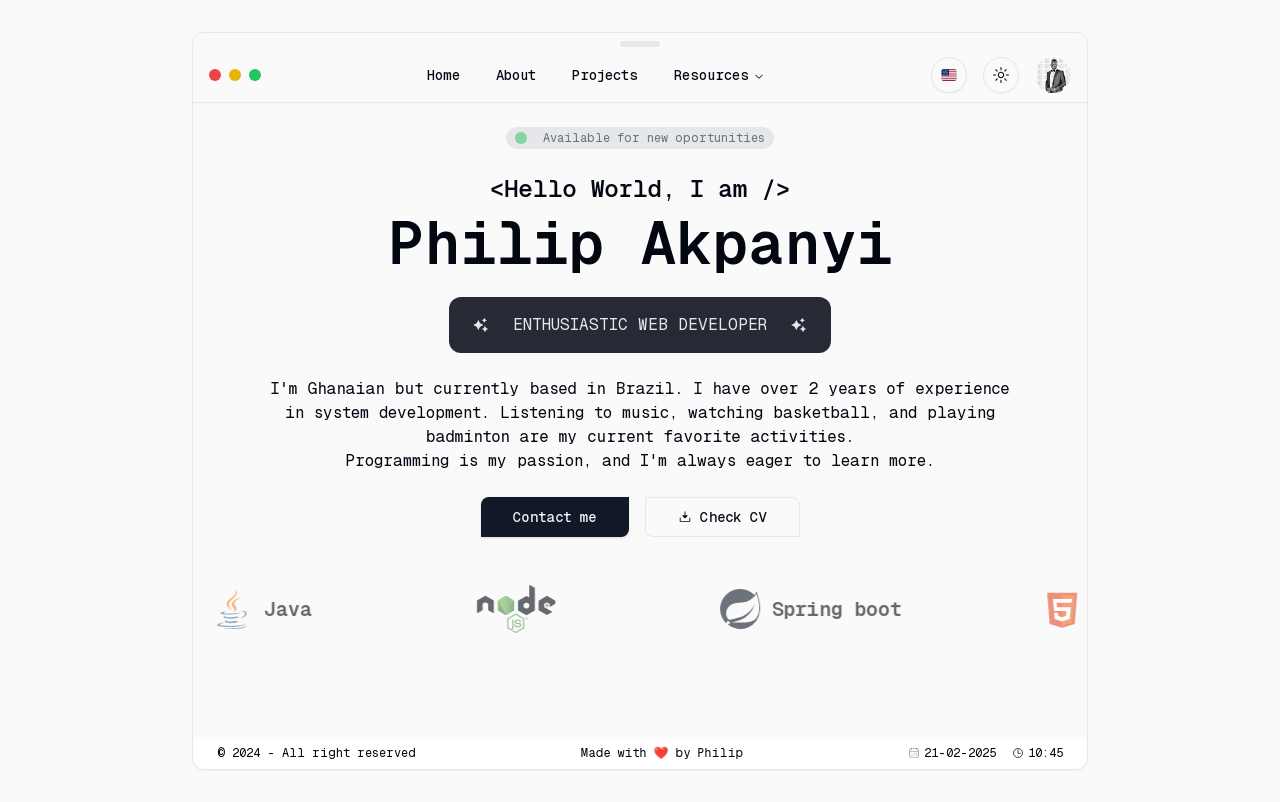 Home About Projects Resources
Available for new oportunities
<Hello World, I am />
Philip Akpanyi
ENTHUSIASTIC WEB DEVELOPER
I'm Ghanaian but currently based in Brazil. I have over 2 years of experience
in system development. Listening to music, watching basketball, and playing
badminton are my current favorite activities.
Programming is my passion, and I'm always eager to learn more.
Contact me Check CV
Java node JS Spring boot 5
© 2024 - All right reserved Made with ❤️ by Philip 21-02-2025 10:45